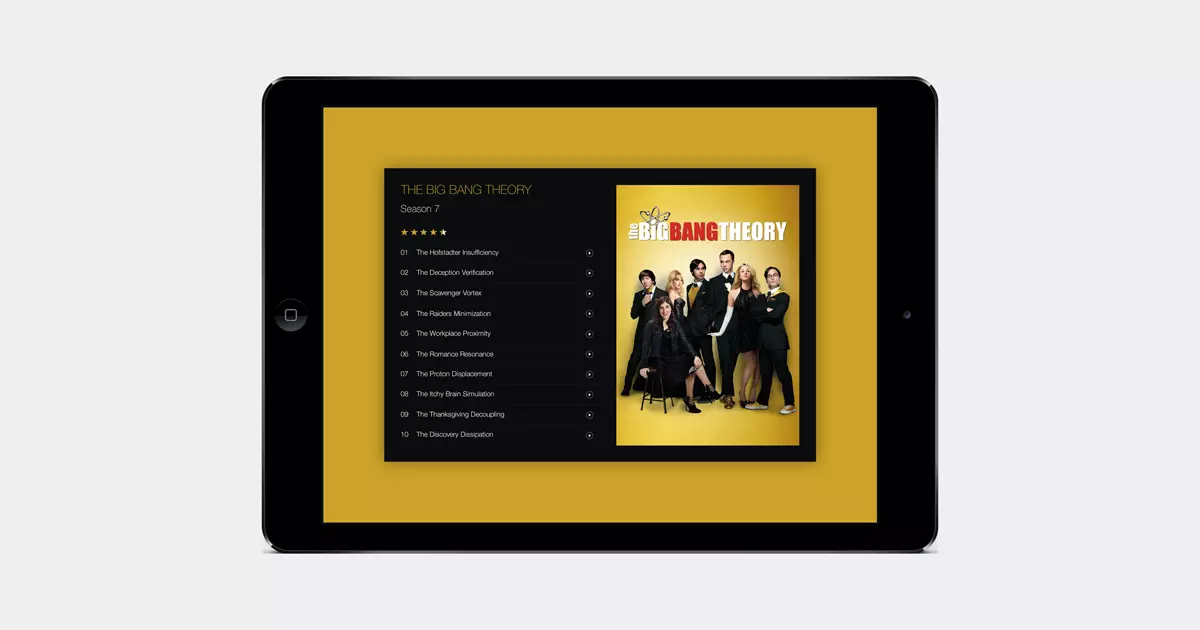 THE BIG BANG THEORY
Season 7
01 The Hofstadter Insufficiency
02 The Deception Verification
03 The Scavenger Vortex
04 The Raiders Minimization
05 The Workplace Proximity
06 The Romance Resonance
07 The Proton Displacement
08 The Itchy Brain Simulation
09 The Thanksgiving Decoupling
10 The Discovery Dissipation
the BIG BANG THEORY